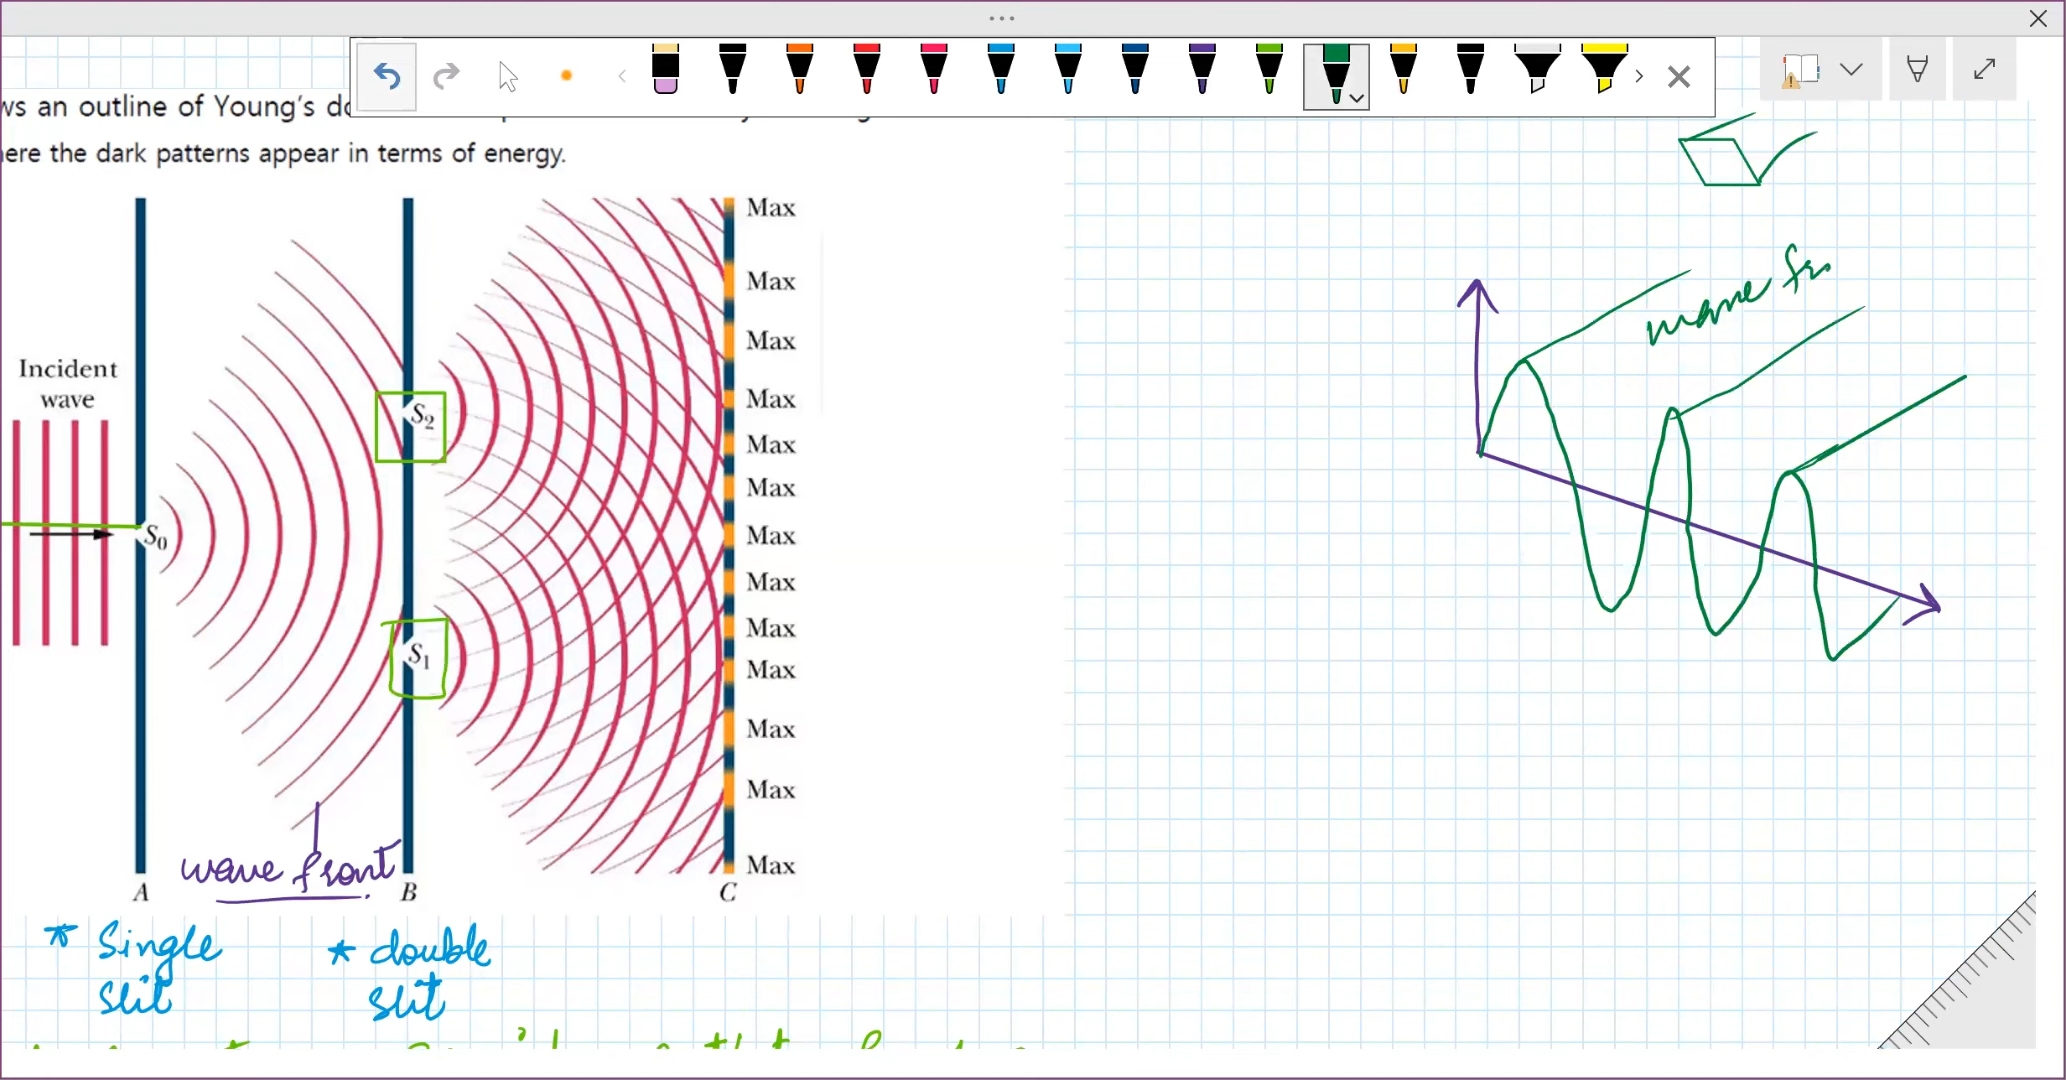 ws an outline of Young's do
here the dark patterns appear in terms of energy.
Max
Max
Max
Incident
wave
Max
S2
Max
Max
S0
Max
Max
Max
S1
Max
Max
Max
Max
wave front
A
B
C
* Single
slit
* double
slit
wave fr